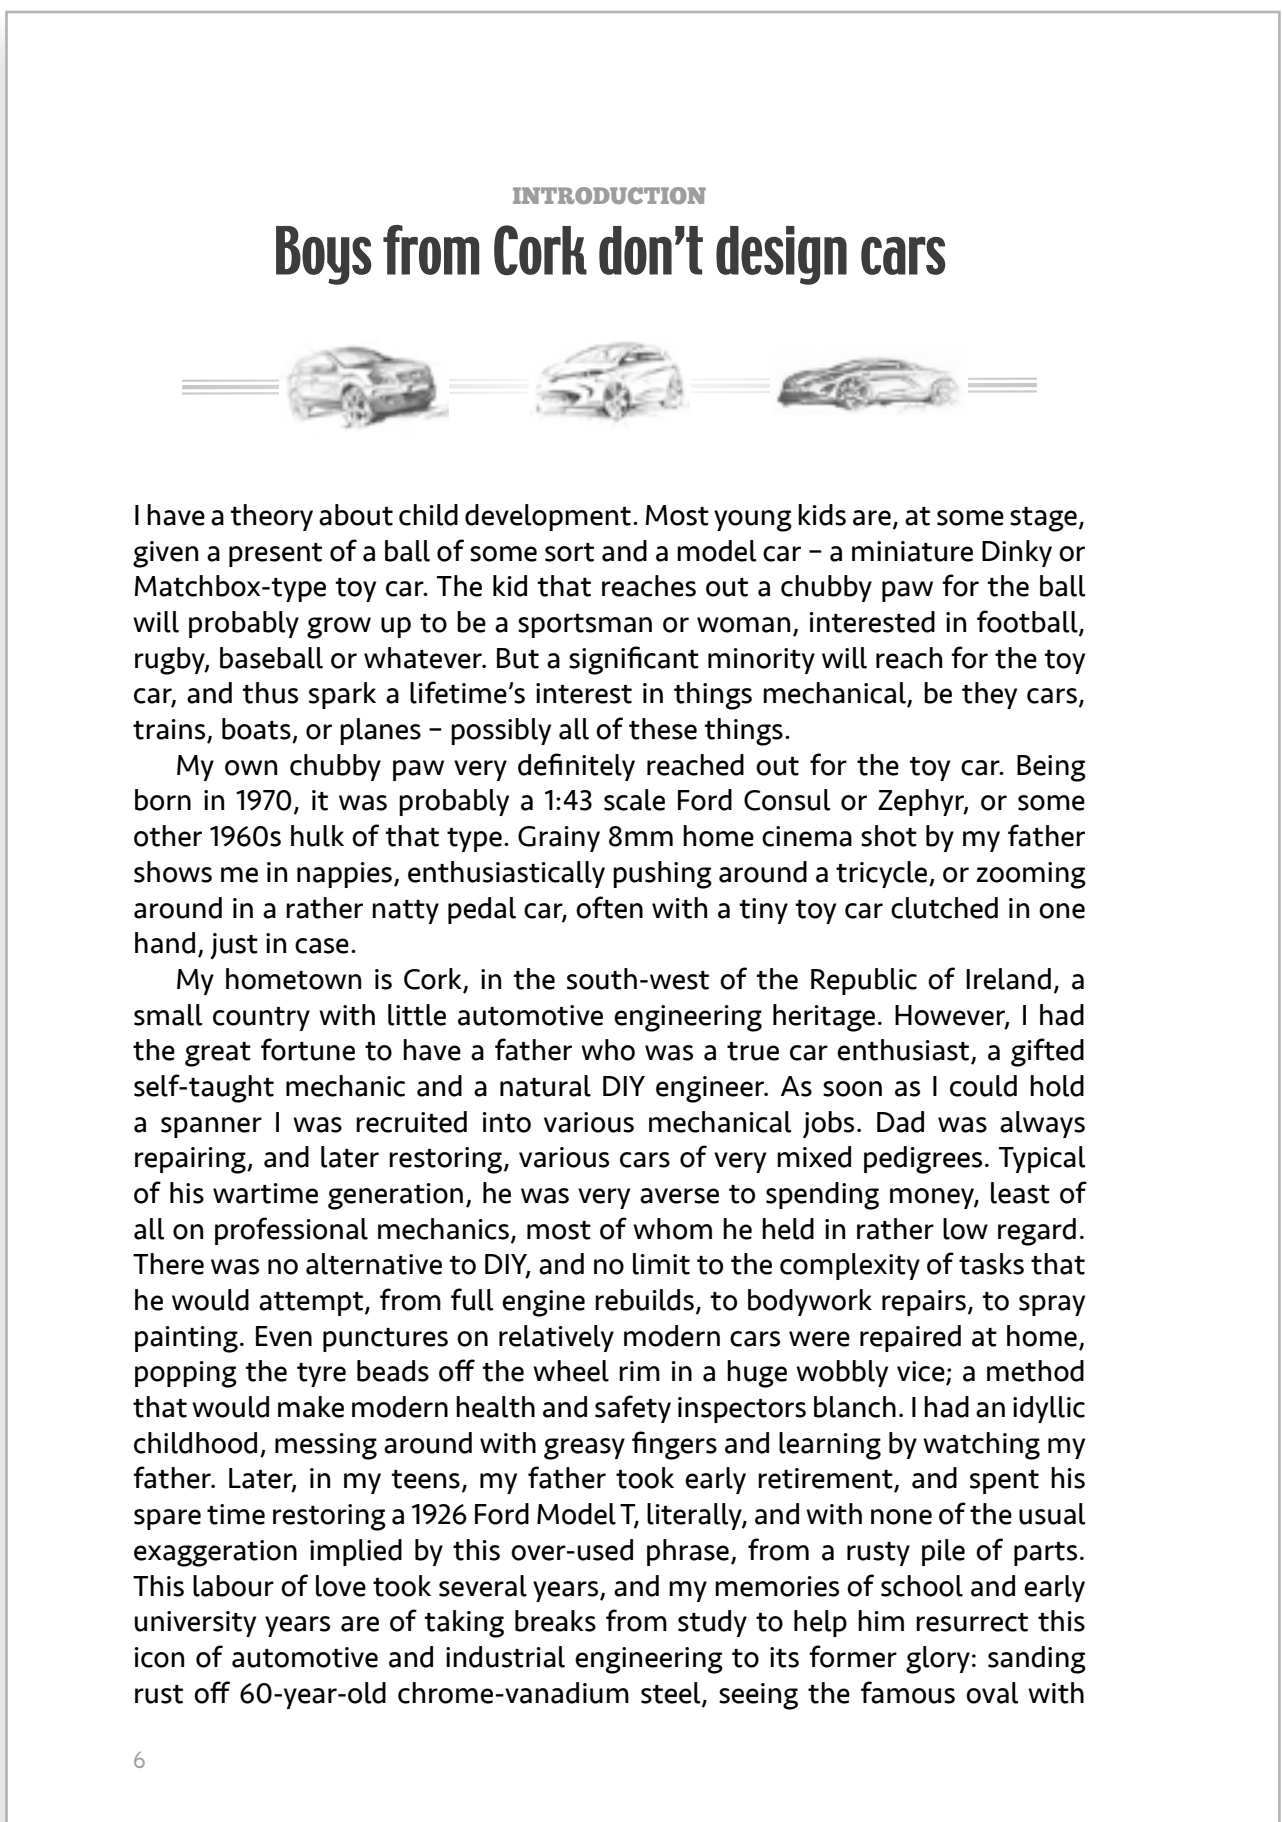 INTRODUCTION
Boys from Cork don’t design cars
I have a theory about child development. Most young kids are, at some stage,
given a present of a ball of some sort and a model car – a miniature Dinky or
Matchbox-type toy car. The kid that reaches out a chubby paw for the ball
will probably grow up to be a sportsman or woman, interested in football,
rugby, baseball or whatever. But a significant minority will reach for the toy
car, and thus spark a lifetime’s interest in things mechanical, be they cars,
trains, boats, or planes – possibly all of these things.
My own chubby paw very definitely reached out for the toy car. Being
born in 1970, it was probably a 1:43 scale Ford Consul or Zephyr, or some
other 1960s hulk of that type. Grainy 8mm home cinema shot by my father
shows me in nappies, enthusiastically pushing around a tricycle, or zooming
around in a rather natty pedal car, often with a tiny toy car clutched in one
hand, just in case.
My hometown is Cork, in the south-west of the Republic of Ireland, a
small country with little automotive engineering heritage. However, I had
the great fortune to have a father who was a true car enthusiast, a gifted
self-taught mechanic and a natural DIY engineer. As soon as I could hold
a spanner I was recruited into various mechanical jobs. Dad was always
repairing, and later restoring, various cars of very mixed pedigrees. Typical
of his wartime generation, he was very averse to spending money, least of
all on professional mechanics, most of whom he held in rather low regard.
There was no alternative to DIY, and no limit to the complexity of tasks that
he would attempt, from full engine rebuilds, to bodywork repairs, to spray
painting. Even punctures on relatively modern cars were repaired at home,
popping the tyre beads off the wheel rim in a huge wobbly vice; a method
that would make modern health and safety inspectors blanch. I had an idyllic
childhood, messing around with greasy fingers and learning by watching my
father. Later, in my teens, my father took early retirement, and spent his
spare time restoring a 1926 Ford Model T, literally, and with none of the usual
exaggeration implied by this over-used phrase, from a rusty pile of parts.
This labour of love took several years, and my memories of school and early
university years are of taking breaks from study to help him resurrect this
icon of automotive and industrial engineering to its former glory: sanding
rust off 60-year-old chrome-vanadium steel, seeing the famous oval with
6